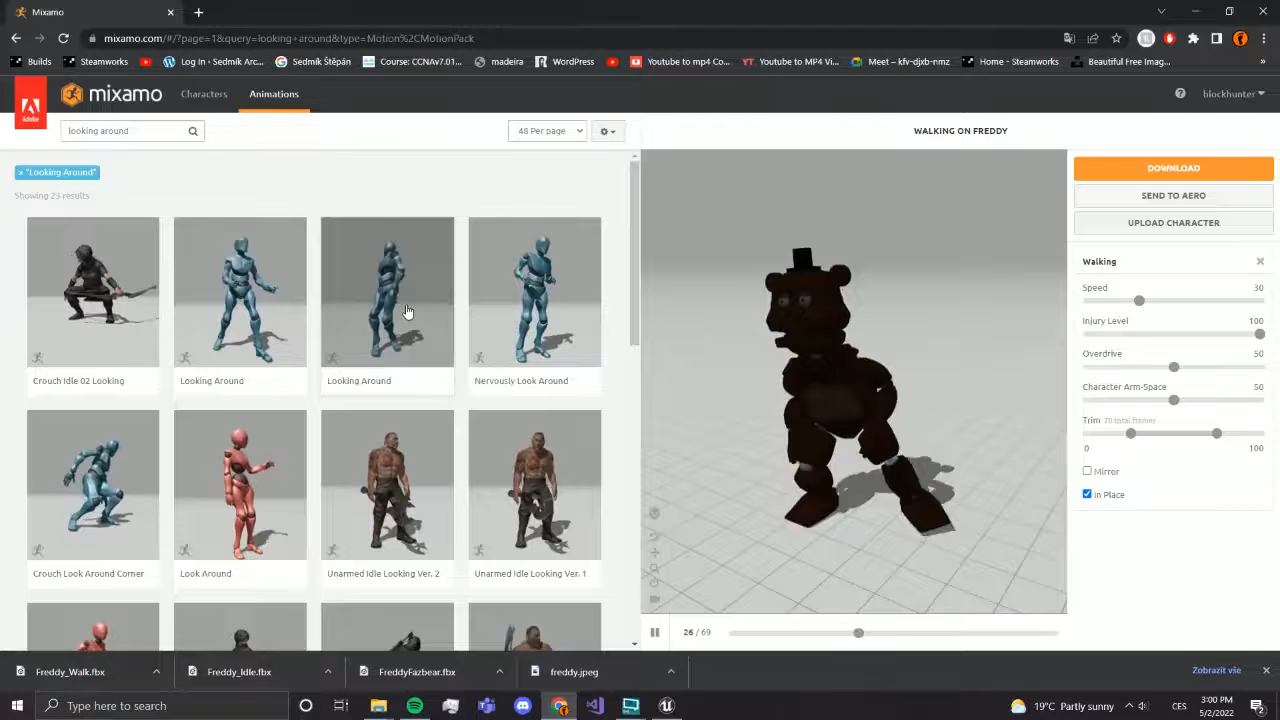 Mixamo
mixamo.com/#/?page=1&query=looking+around&type=Motion%2CMotionPack
Builds
Steamworks
Log In ‹ Sedmík Arc...
Sedmík Štěpán
Course: CCNAv7.01...
madeira
WordPress
Youtube to mp4 Co...
YT Youtube to MP4 Vi...
Meet – kfv-djxb-nmz
Home - Steamworks
Beautiful Free Imag...
»
Adobe
mixamo
Characters
Animations
blockhunter
looking around
48 Per page
WALKING ON FREDDY
× "Looking Around"
Showing 23 results
DOWNLOAD
SEND TO AERO
UPLOAD CHARACTER
Walking
Speed 30
Injury Level 100
Overdrive 50
Character Arm-Space 50
Trim 70 total frames
0 100
Mirror
In Place
Crouch Idle 02 Looking
Looking Around
Looking Around
Nervously Look Around
Crouch Look Around Corner
Look Around
Unarmed Idle Looking Ver. 2
Unarmed Idle Looking Ver. 1
26 / 69
Freddy_Walk.fbx
Freddy_Idle.fbx
FreddyFazbear.fbx
freddy.jpeg
Zobrazit vše
Type here to search
19°C Partly sunny
CES
3:00 PM
5/2/2022
2